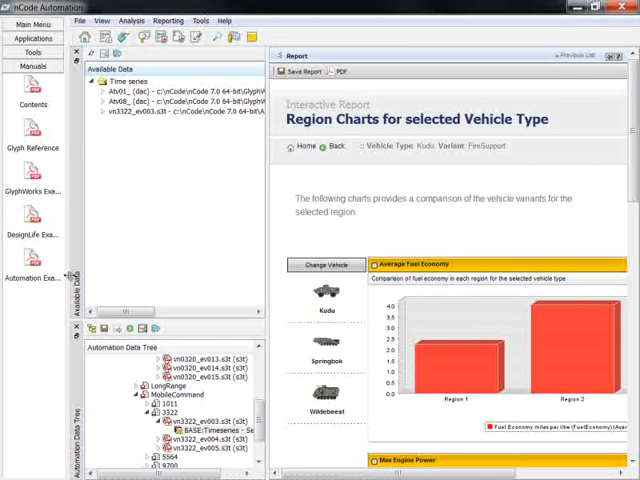 nCode Automation
Main Menu
File View Analysis Reporting Tools Help
Applications
Tools
Manuals
Contents
Glyph Reference
GlyphWorks Exa...
DesignLife Exam...
Automation Exa...
Available Data
Time series
Atv01_ (dac) - c:\nCode\nCode 7.0 64-bit\Glyph
Atv08_ (dac) - c:\nCode\nCode 7.0 64-bit\Glyph
vn3322_ev003.s3t (s3t) - c:\nCode\nCode 7.0 64-bit\
Available Data
Automation Data Tree
vn0320_ev013.s3t (s3t)
vn0320_ev014.s3t (s3t)
vn0320_ev015.s3t (s3t)
LongRange
MobileCommand
1011
3322
vn3322_ev003.s3t (s3t)
BASE:Timeseries - Se
vn3322_ev004.s3t (s3t)
vn3322_ev005.s3t (s3t)
5564
9700
Automation Data Tree
Report
Previous List
Save Report PDF
Interactive Report
Region Charts for selected Vehicle Type
Home Back :: Vehicle Type: Kudu, Variant: FireSupport
The following charts provides a comparison of the vehicle variants for the
selected region
Change Vehicle
Kudu
Springbok
Wildebeest
Average Fuel Economy
Comparison of fuel economy in each region for the selected vehicle type
4.0
3.5
3.0
2.5
2.0
1.5
1.0
0.5
0.0
Region 1 Region 2
Fuel Economy miles per litre (FuelEconomy) (Aver
Max Engine Power